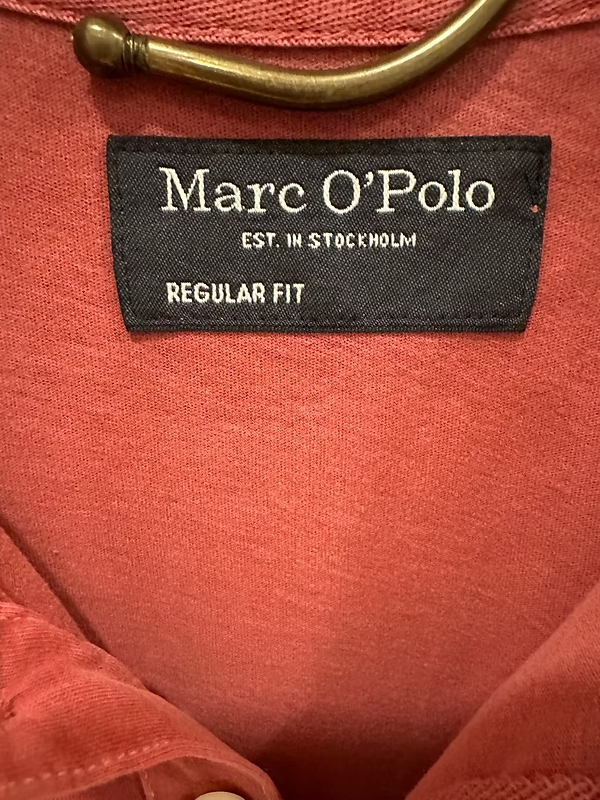 Marc O'Polo
EST. IN STOCKHOLM
REGULAR FIT